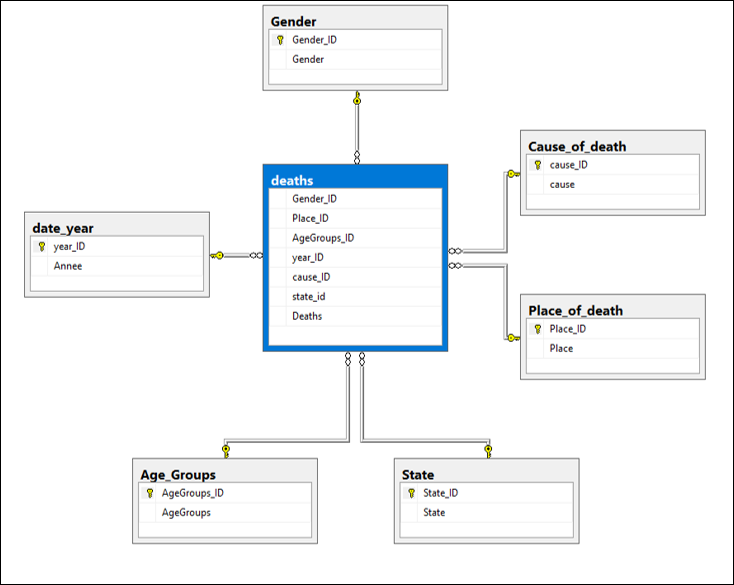 Gender
Gender_ID
Gender
Cause_of_death
cause_ID
cause
deaths
Gender_ID
Place_ID
AgeGroups_ID
year_ID
cause_ID
state_id
Deaths
date_year
year_ID
Annee
Place_of_death
Place_ID
Place
Age_Groups
AgeGroups_ID
AgeGroups
State
State_ID
State